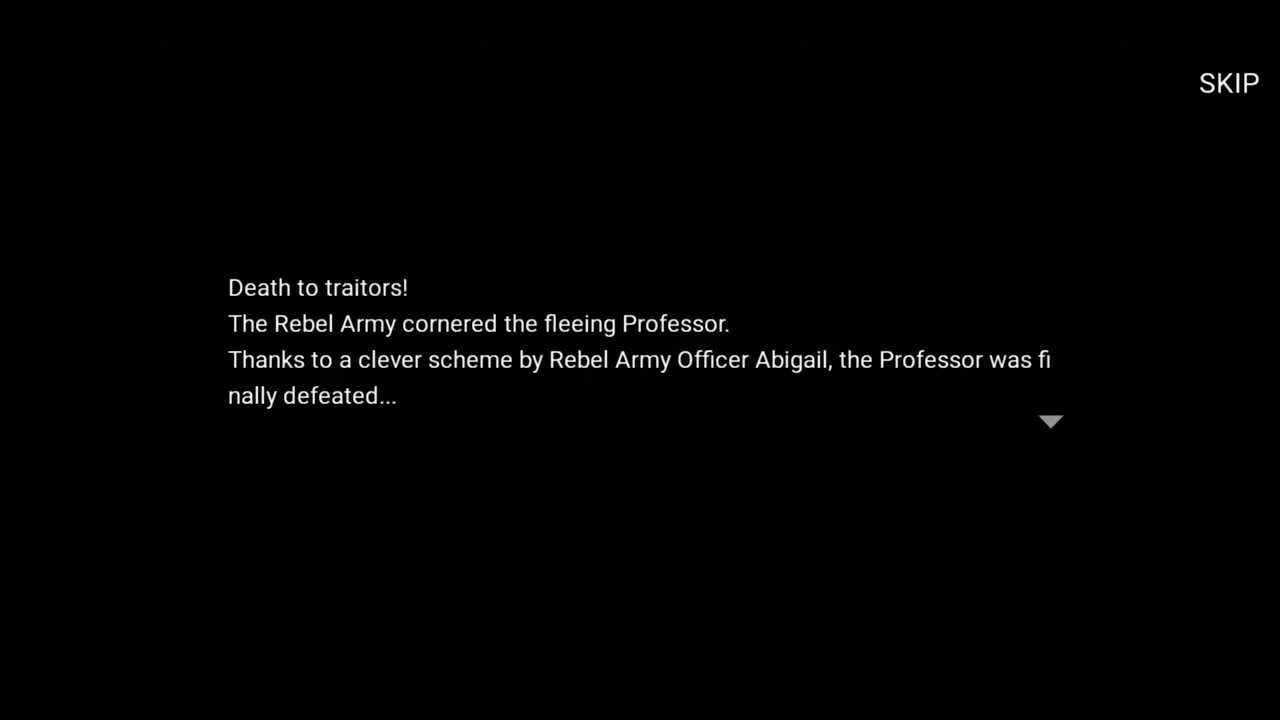 SKIP
Death to traitors!
The Rebel Army cornered the fleeing Professor.
Thanks to a clever scheme by Rebel Army Officer Abigail, the Professor was fi
nally defeated...